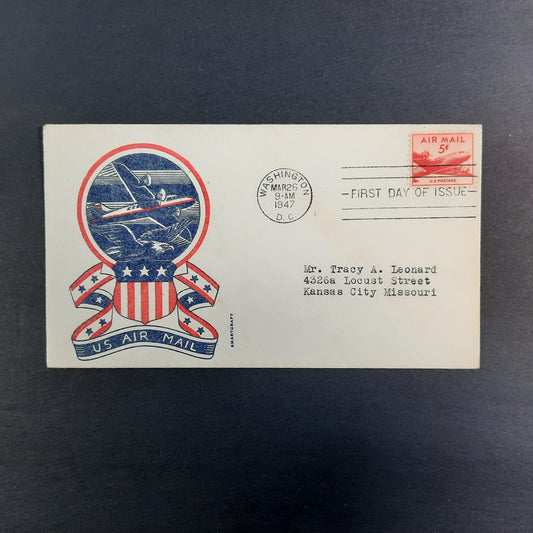 AIR MAIL
5¢
U.S. POSTAGE
WASHINGTON
MAR 26
9-AM
1947
D. C.
FIRST DAY OF ISSUE
Mr. Tracy A. Leonard
4326a Locust Street
Kansas City Missouri
US AIR MAIL
SMARTCRAFT